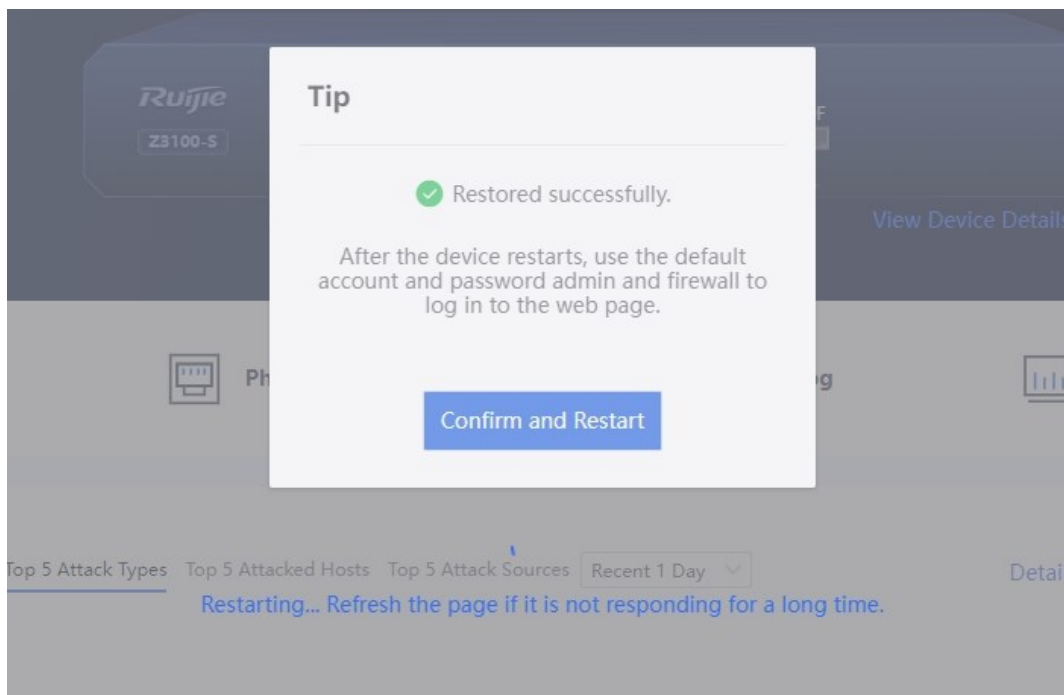 Ruijie
Z3100-S
Tip
F
Restored successfully.
View Device Details
After the device restarts, use the default
account and password admin and firewall to
log in to the web page.
Ph
g
Confirm and Restart
Top 5 Attack Types Top 5 Attacked Hosts Top 5 Attack Sources Recent 1 Day
Detai
Restarting... Refresh the page if it is not responding for a long time.